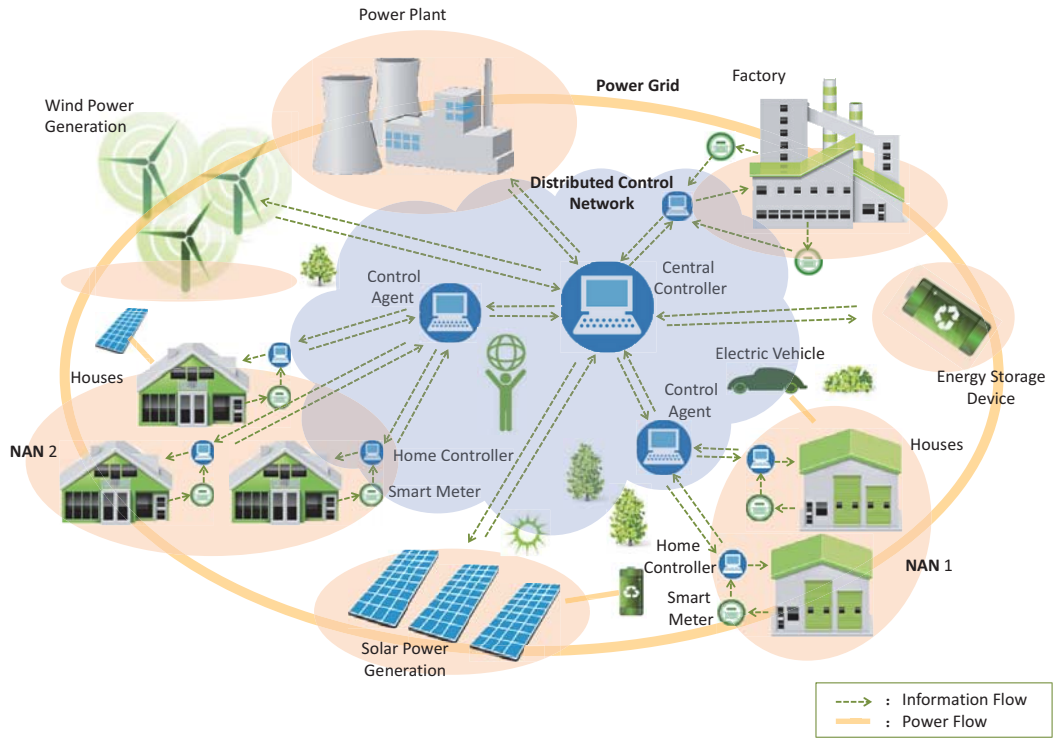 Power Plant
Power Grid
Factory
Wind Power
Generation
Distributed Control
Network
Control
Agent
Central
Controller
Houses
Electric Vehicle
Energy Storage
Device
Control
Agent
NAN 2
Home Controller
Smart Meter
Houses
Home
Controller
NAN 1
Smart
Meter
Solar Power
Generation
: Information Flow
: Power Flow